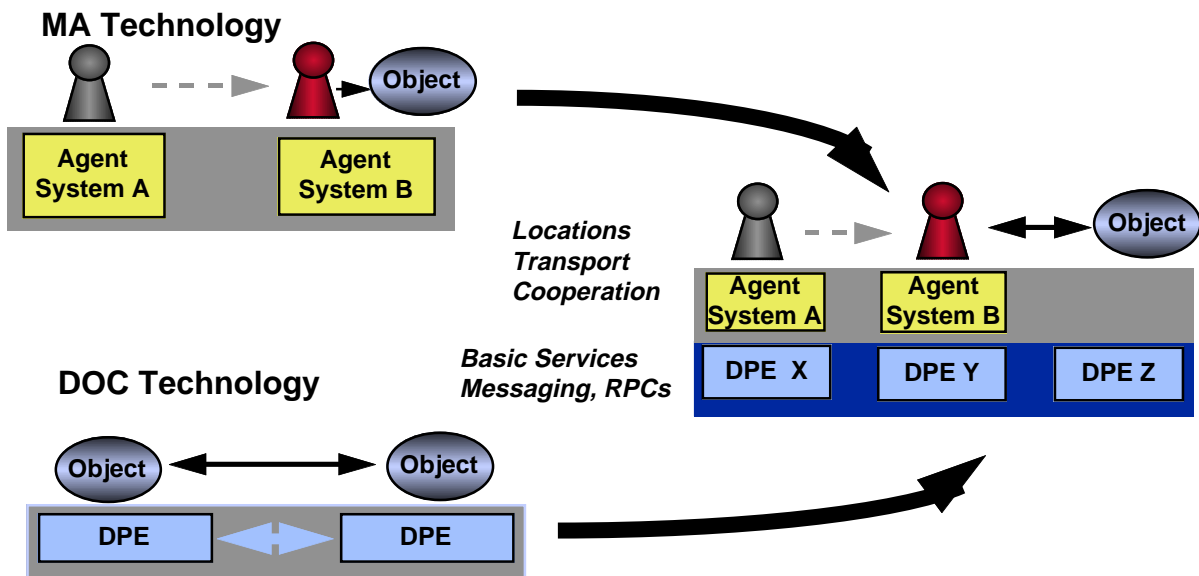 MA Technology
Object
Agent
System A
Agent
System B
Locations
Transport
Cooperation
Object
Agent
System A
Agent
System B
Basic Services
Messaging, RPCs
DPE X
DPE Y
DPE Z
DOC Technology
Object
Object
DPE
DPE